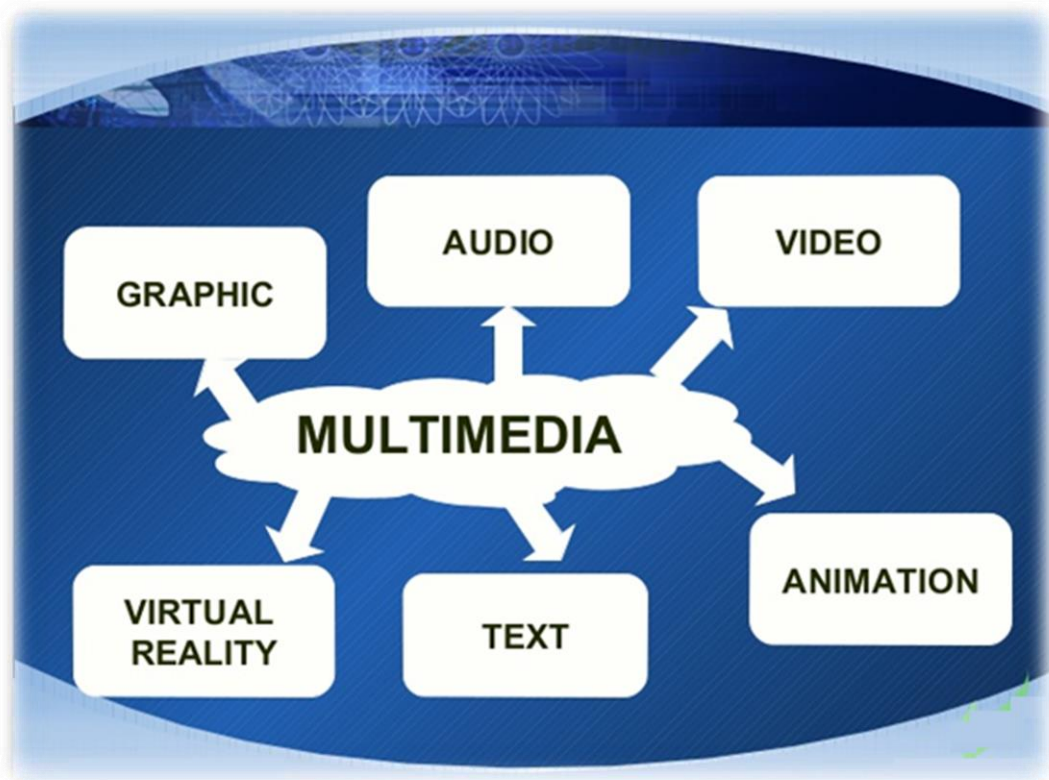 GRAPHIC
AUDIO
VIDEO
MULTIMEDIA
VIRTUAL
REALITY
TEXT
ANIMATION